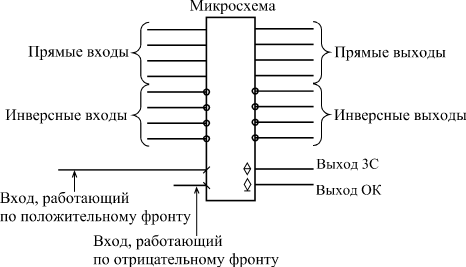 Микросхема
Прямые входы
Прямые выходы
Инверсные входы
Инверсные выходы
Выход 3С
Выход ОК
Вход, работающий
по положительному фронту
Вход, работающий
по отрицательному фронту